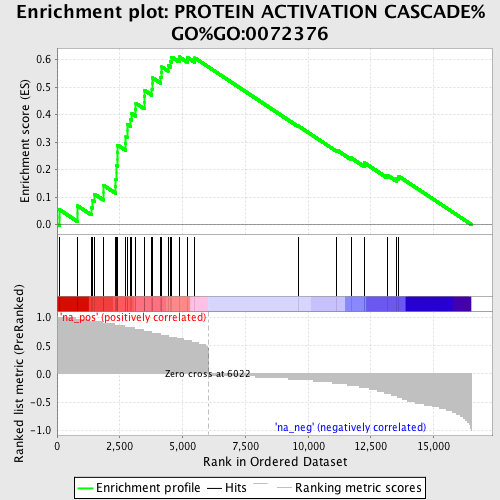 Enrichment plot: PROTEIN ACTIVATION CASCADE%
GO%GO:0072376
Enrichment score (ES)
0.6
0.5
0.4
0.3
0.2
0.1
0.0
Ranked list metric (PreRanked)
1.0
0.5
0.0
-0.5
-1.0
'na_pos' (positively correlated)
Zero cross at 6022
'na_neg' (negatively correlated)
0
2,500
5,000
7,500
10,000
12,500
15,000
Rank in Ordered Dataset
Enrichment profile
Hits
Ranking metric scores